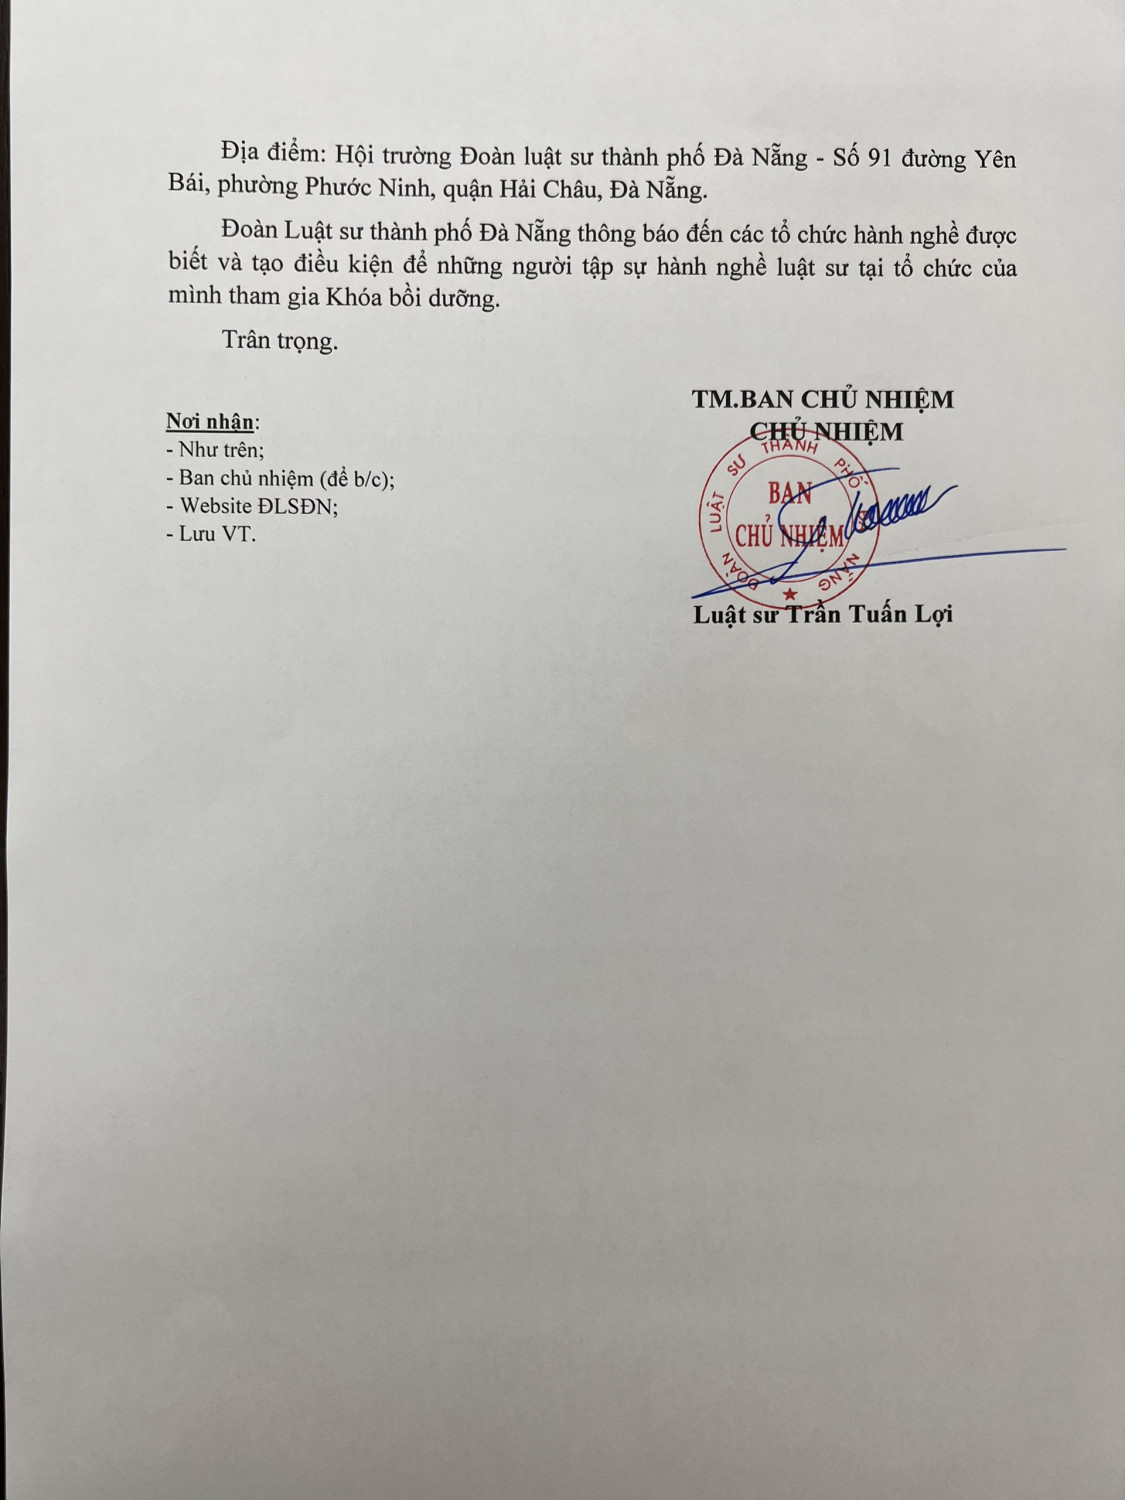 Địa điểm: Hội trường Đoàn luật sư thành phố Đà Nẵng - Số 91 đường Yên
Bái, phường Phước Ninh, quận Hải Châu, Đà Nẵng.
Đoàn Luật sư thành phố Đà Nẵng thông báo đến các tổ chức hành nghề được
biết và tạo điều kiện để những người tập sự hành nghề luật sư tại tổ chức của
mình tham gia Khóa bồi dưỡng.
Trân trọng.
Nơi nhận:
- Như trên;
- Ban chủ nhiệm (để b/c);
- Website ĐLSĐN;
- Lưu VT.
TM.BAN CHỦ NHIỆM
CHỦ NHIỆM
ĐOÀN LUẬT SƯ THÀNH PHỐ NẴNG
BAN
CHỦ NHIỆM
Luật sư Trần Tuấn Lợi